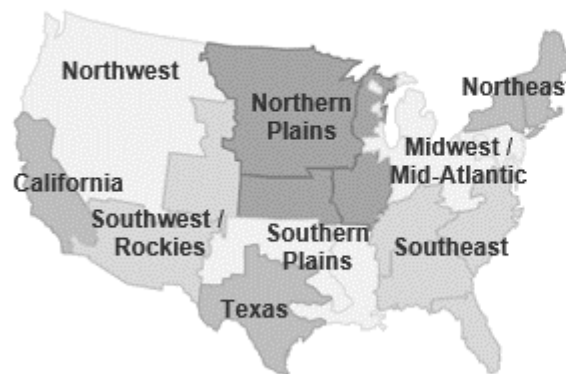 Northwest
Northern
Plains
Northeast
Midwest /
Mid-Atlantic
California
Southwest /
Rockies
Southern
Plains
Southeast
Texas